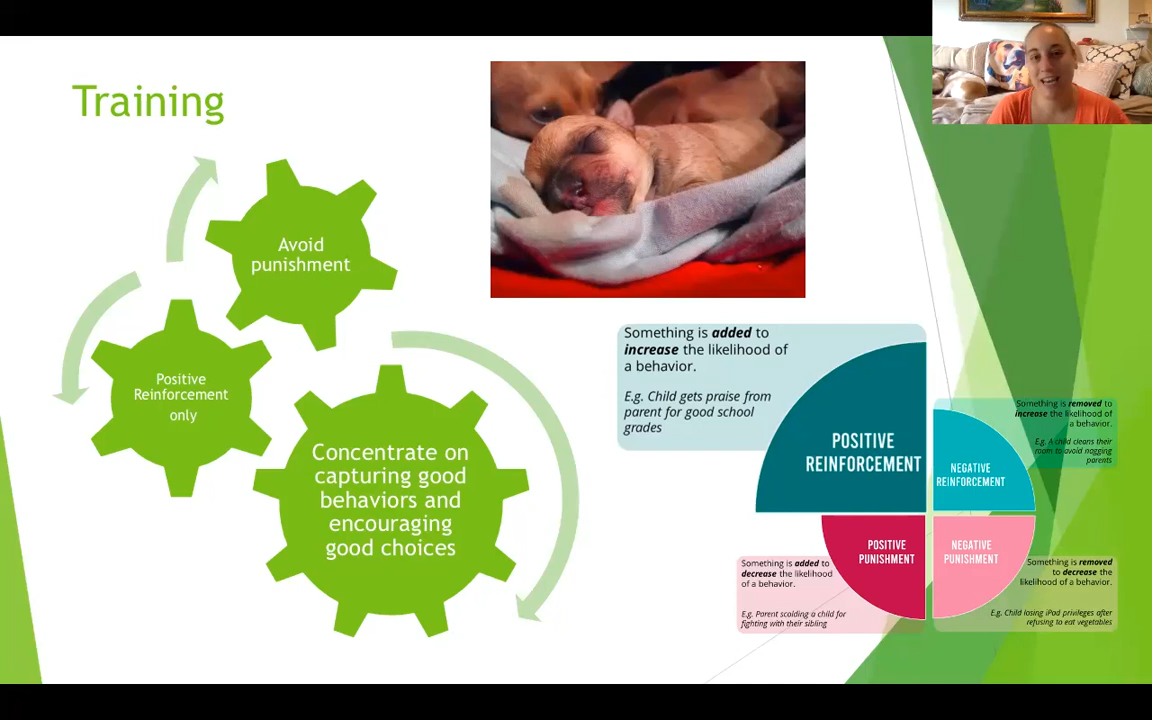 Training
Avoid
punishment
Positive
Reinforcement
only
Concentrate on
capturing good
behaviors and
encouraging
good choices
Something is added to
increase the likelihood of
a behavior.
E.g. Child gets praise from
parent for good school
grades
POSITIVE
REINFORCEMENT
Something is removed to
increase the likelihood of
a behavior.
E.g. A child cleans their
room to avoid nagging
parents
NEGATIVE
REINFORCEMENT
POSITIVE
PUNISHMENT
Something is added to
decrease the likelihood
of a behavior.
E.g. Parent scolding a child for
fighting with their sibling
NEGATIVE
PUNISHMENT
Something is removed
to decrease the
likelihood of a behavior.
E.g. Child losing iPad privileges after
refusing to eat vegetables